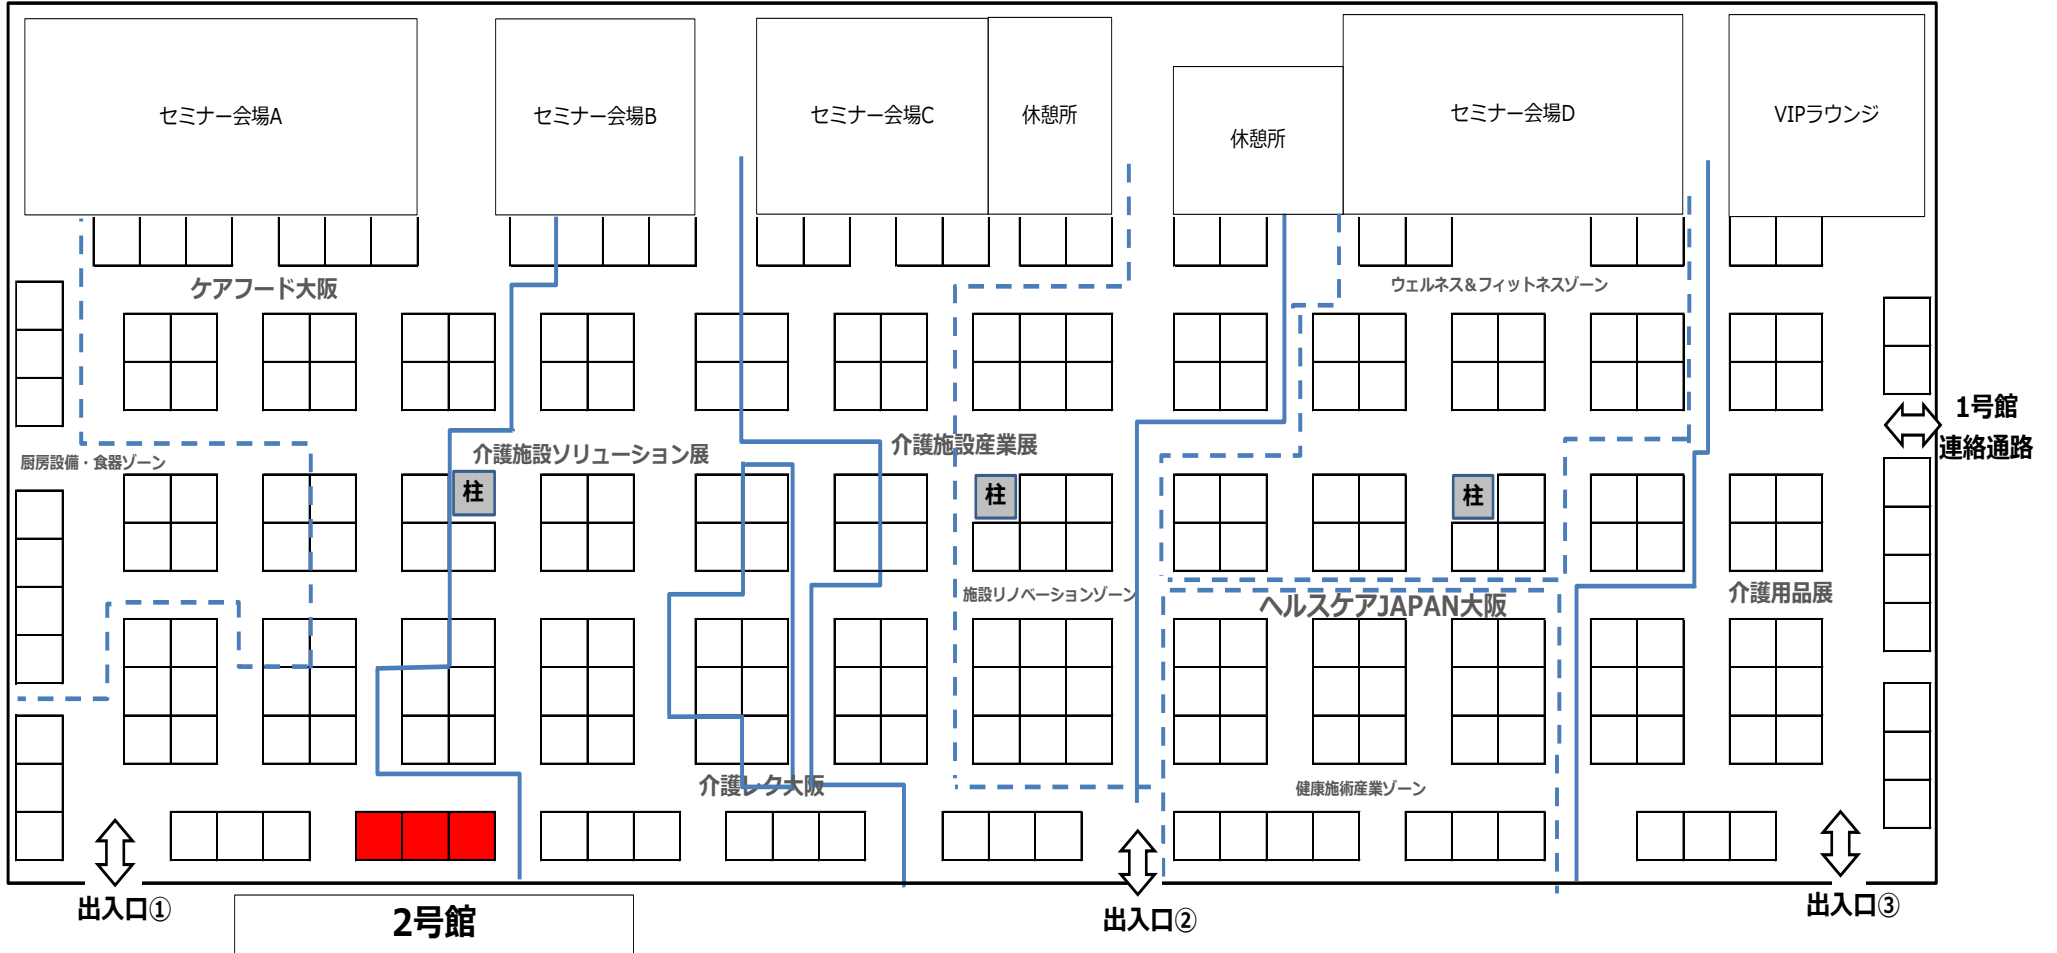 セミナー会場A
セミナー会場B
セミナー会場C
休憩所
休憩所
セミナー会場D
VIPラウンジ
ケアフード大阪
ウェルネス&フィットネスゾーン
1号館
連絡通路
厨房設備・食器ゾーン
介護施設ソリューション展
介護施設産業展
柱
柱
柱
施設リノベーションゾーン
ヘルスケアJAPAN大阪
介護用品展
介護レク大阪
健康施術産業ゾーン
出入口①
2号館
出入口②
出入口③